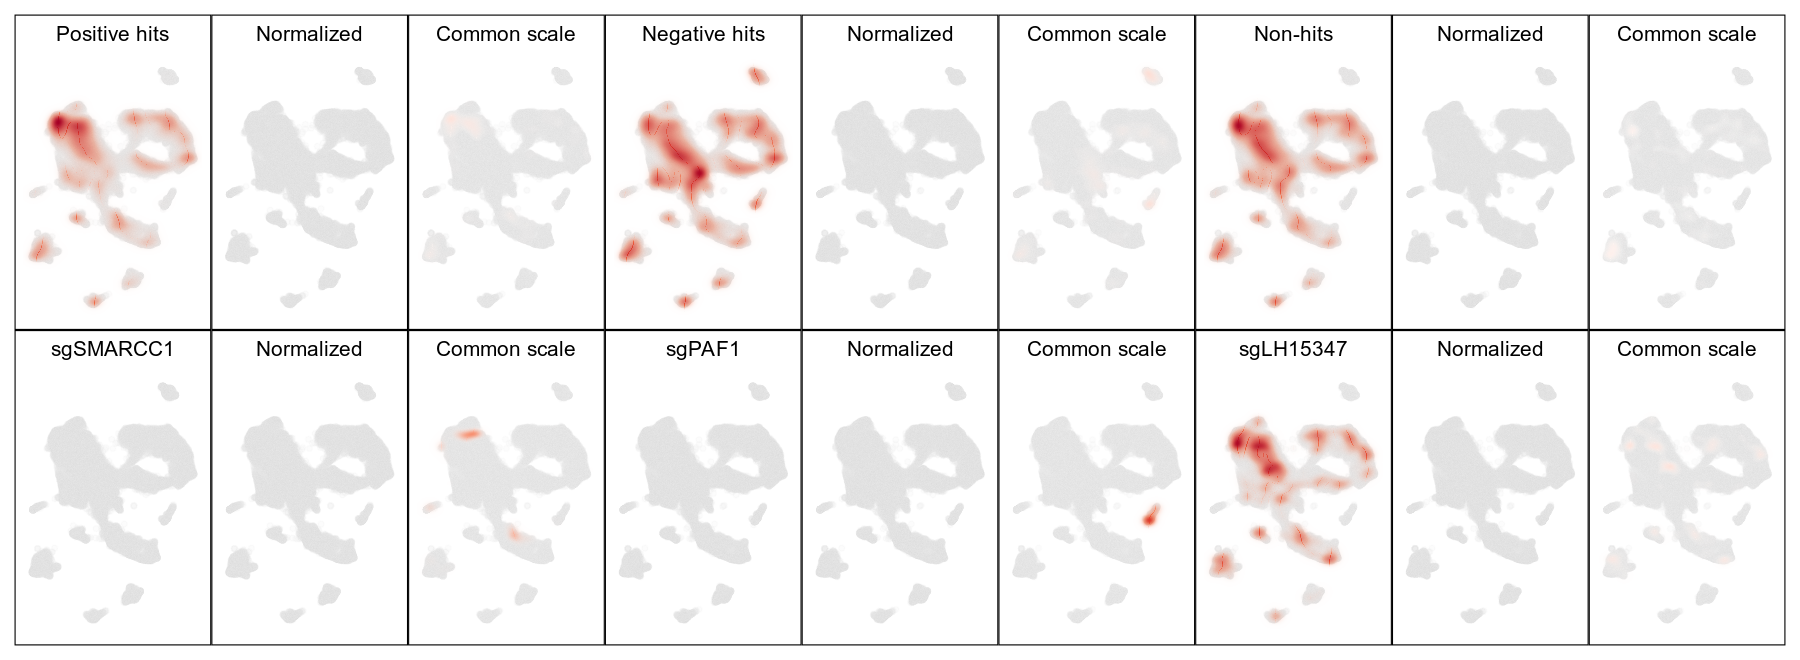 Positive hits
Normalized
Common scale
Negative hits
Normalized
Common scale
Non-hits
Normalized
Common scale
sgSMARCC1
Normalized
Common scale
sgPAF1
Normalized
Common scale
sgLH15347
Normalized
Common scale